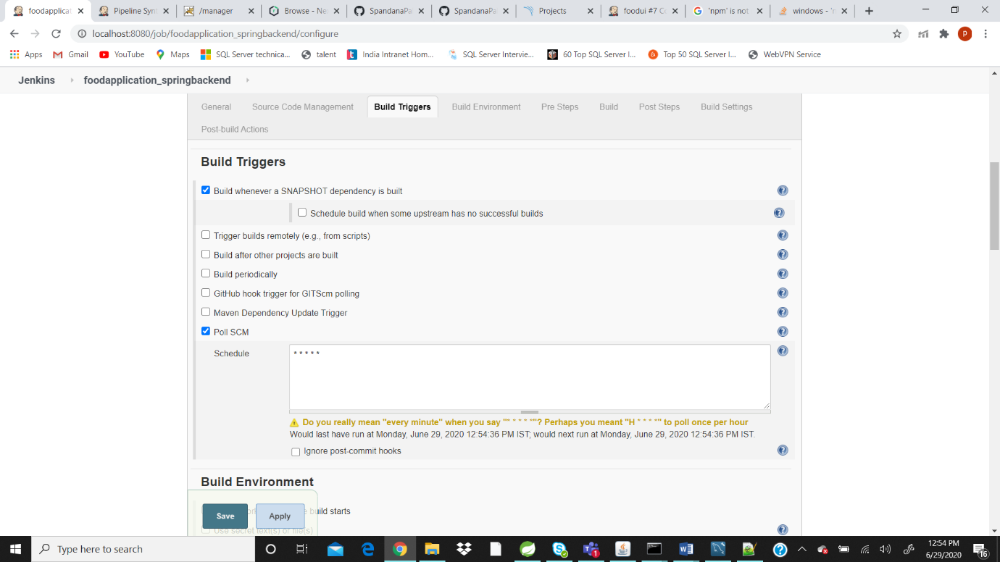 foodapplicat
Pipeline Syn
/manager
Browse - Ne
SpandanaPa
SpandanaPa
Projects
foodui #7 Co
'npm' is not
windows - 'n
localhost:8080/job/foodapplication_springbackend/configure
P
Apps
Gmail
YouTube
Maps
SQL Server technica...
talent
India Intranet Hom...
SQL Server Intervie...
60 Top SQL Server I...
Top 50 SQL Server I...
WebVPN Service
Jenkins
foodapplication_springbackend
General
Source Code Management
Build Triggers
Build Environment
Pre Steps
Build
Post Steps
Build Settings
Post-build Actions
Build Triggers
Build whenever a SNAPSHOT dependency is built
Schedule build when some upstream has no successful builds
Trigger builds remotely (e.g., from scripts)
Build after other projects are built
Build periodically
GitHub hook trigger for GITScm polling
Maven Dependency Update Trigger
Poll SCM
Schedule
* * * * *
Do you really mean "every minute" when you say "* * * * *"? Perhaps you meant "H * * * *" to poll once per hour
Would last have run at Monday, June 29, 2020 12:54:36 PM IST; would next run at Monday, June 29, 2020 12:54:36 PM IST.
Ignore post-commit hooks
Build Environment
build starts
Use secret text(s) or file(s)
Save
Apply
Type here to search
12:54 PM
6/29/2020
16